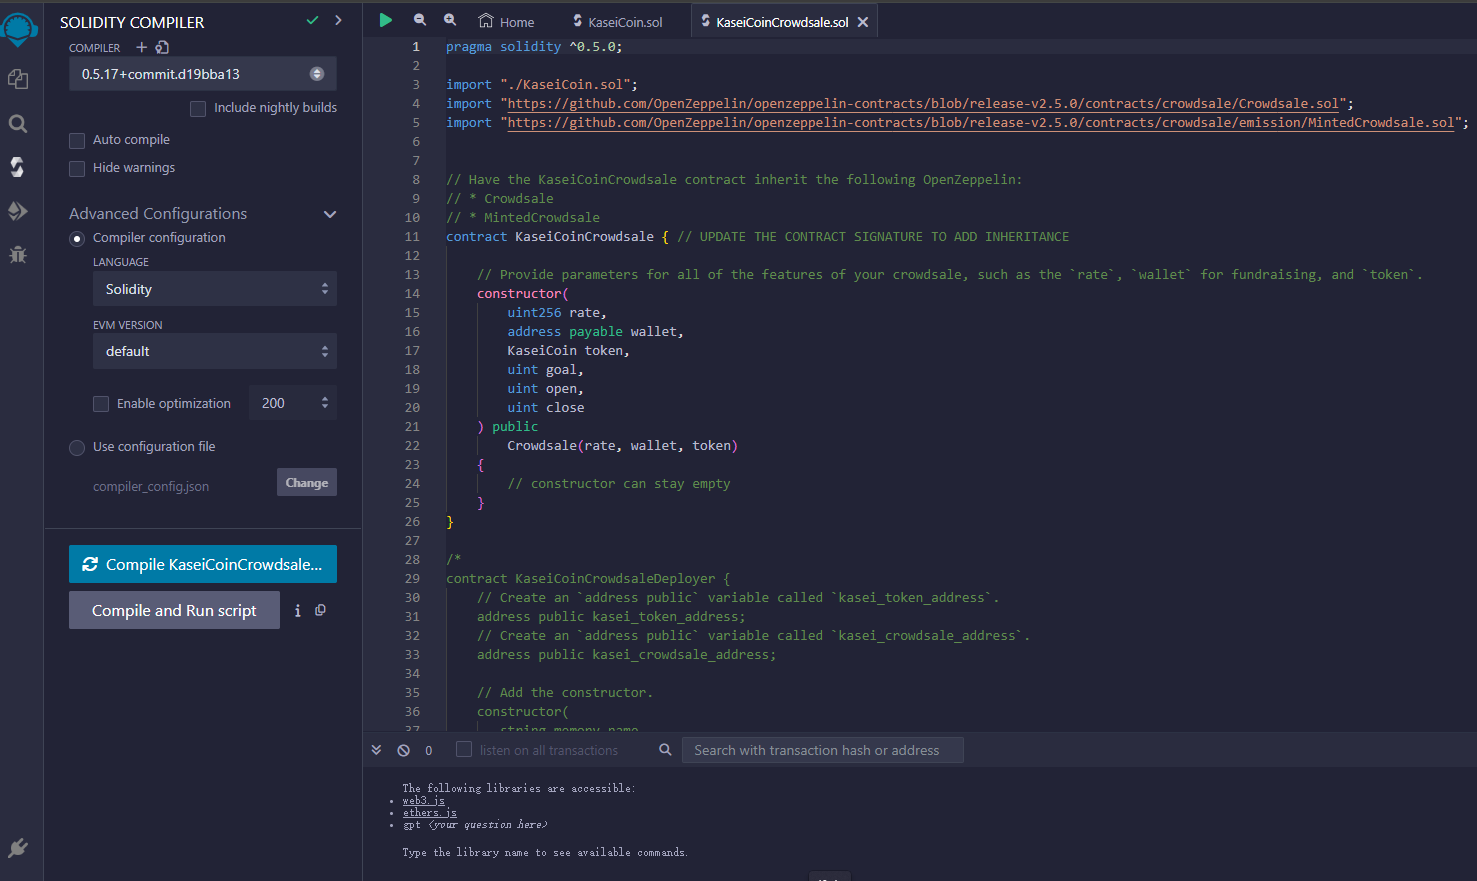 SOLIDITY COMPILER
COMPILER
0.5.17+commit.d19bba13
Include nightly builds
Auto compile
Hide warnings
Advanced Configurations
Compiler configuration
LANGUAGE
Solidity
EVM VERSION
default
Enable optimization
200
Use configuration file
compiler_config.json
Change
Compile KaseiCoinCrowdsale...
Compile and Run script
Home
KaseiCoin.sol
KaseiCoinCrowdsale.sol
1 pragma solidity ^0.5.0;
2
3 import "./KaseiCoin.sol";
4 import "https://github.com/OpenZeppelin/openzeppelin-contracts/blob/release-v2.5.0/contracts/crowdsale/Crowdsale.sol";
5 import "https://github.com/OpenZeppelin/openzeppelin-contracts/blob/release-v2.5.0/contracts/crowdsale/emission/MintedCrowdsale.sol";
6
7
8 // Have the KaseiCoinCrowdsale contract inherit the following OpenZeppelin:
9 // * Crowdsale
10 // * MintedCrowdsale
11 contract KaseiCoinCrowdsale { // UPDATE THE CONTRACT SIGNATURE TO ADD INHERITANCE
12
13 // Provide parameters for all of the features of your crowdsale, such as the `rate`, `wallet` for fundraising, and `token`.
14 constructor(
15 uint256 rate,
16 address payable wallet,
17 KaseiCoin token,
18 uint goal,
19 uint open,
20 uint close
21 ) public
22 Crowdsale(rate, wallet, token)
23 {
24 // constructor can stay empty
25 }
26 }
27
28 /*
29 contract KaseiCoinCrowdsaleDeployer {
30 // Create an `address public` variable called `kasei_token_address`.
31 address public kasei_token_address;
32 // Create an `address public` variable called `kasei_crowdsale_address`.
33 address public kasei_crowdsale_address;
34
35 // Add the constructor.
36 constructor(
37 string memory name
0
listen on all transactions
Search with transaction hash or address
The following libraries are accessible:
• web3.js
• ethers.js
• gpt <your question here>
Type the library name to see available commands.